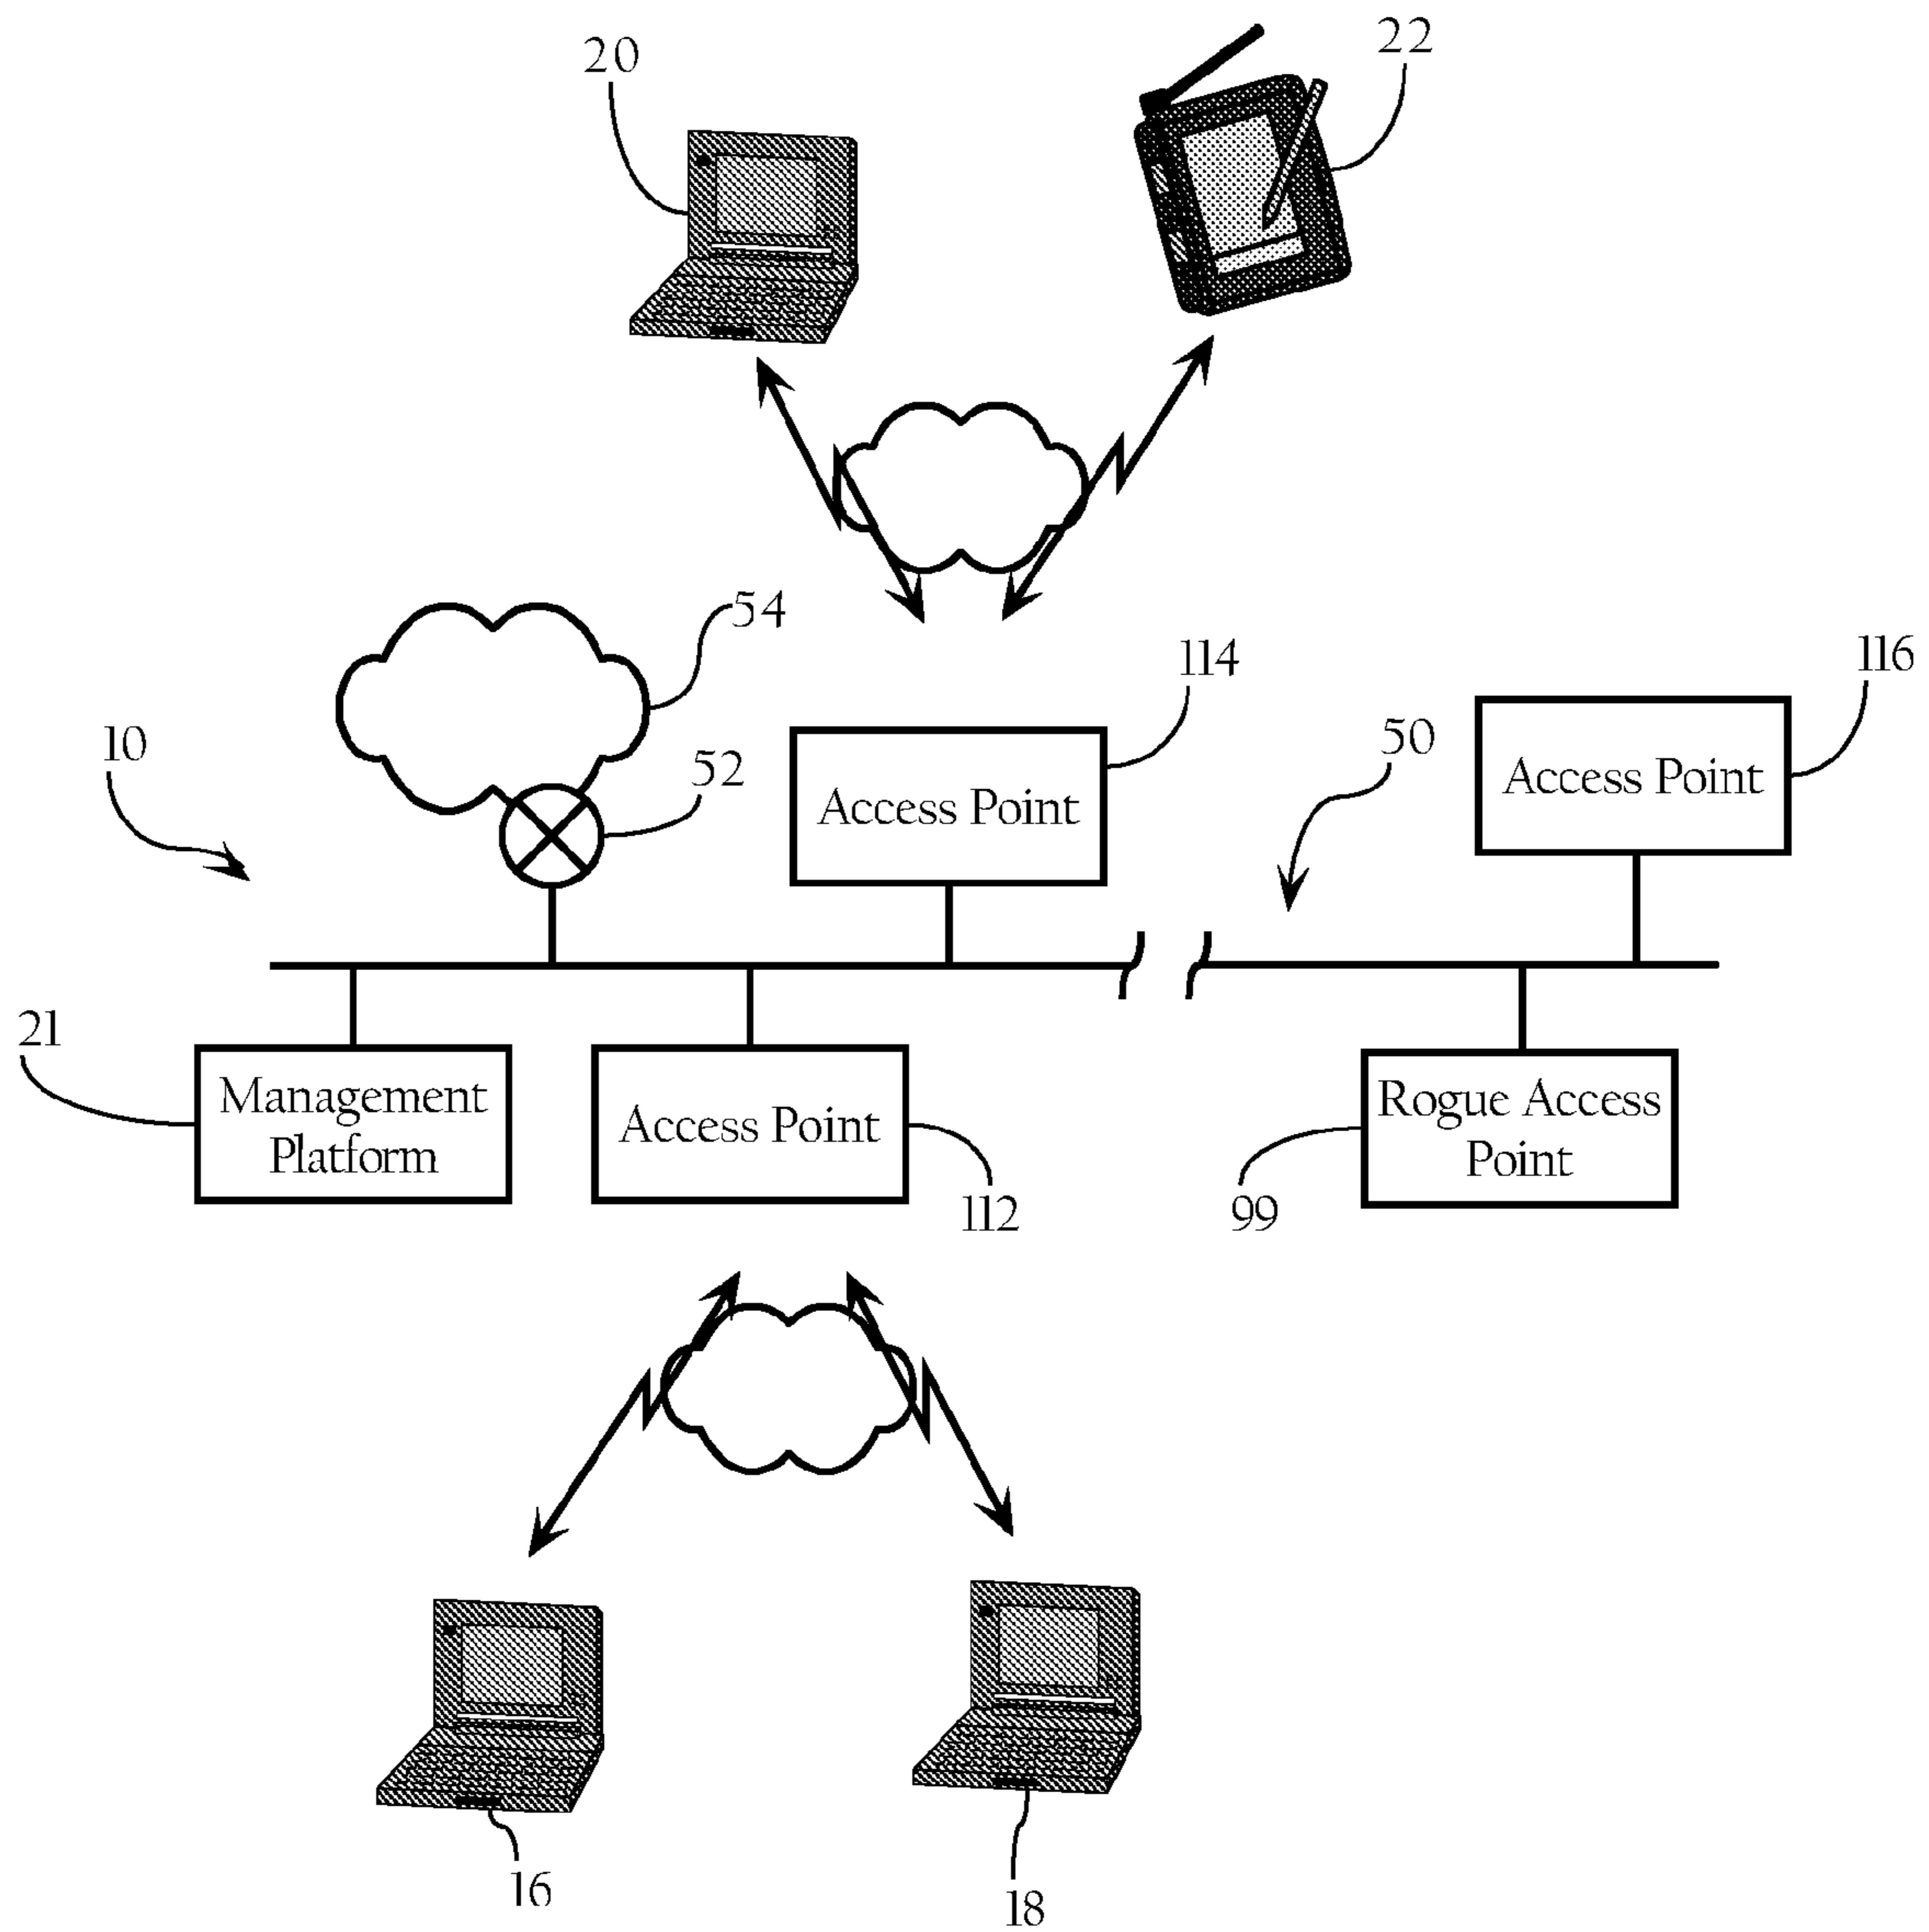 20
22
54
114
116
10
52
50
Access Point
Access Point
21
Management
Platform
Access Point
Rogue Access
Point
112
99
16
18